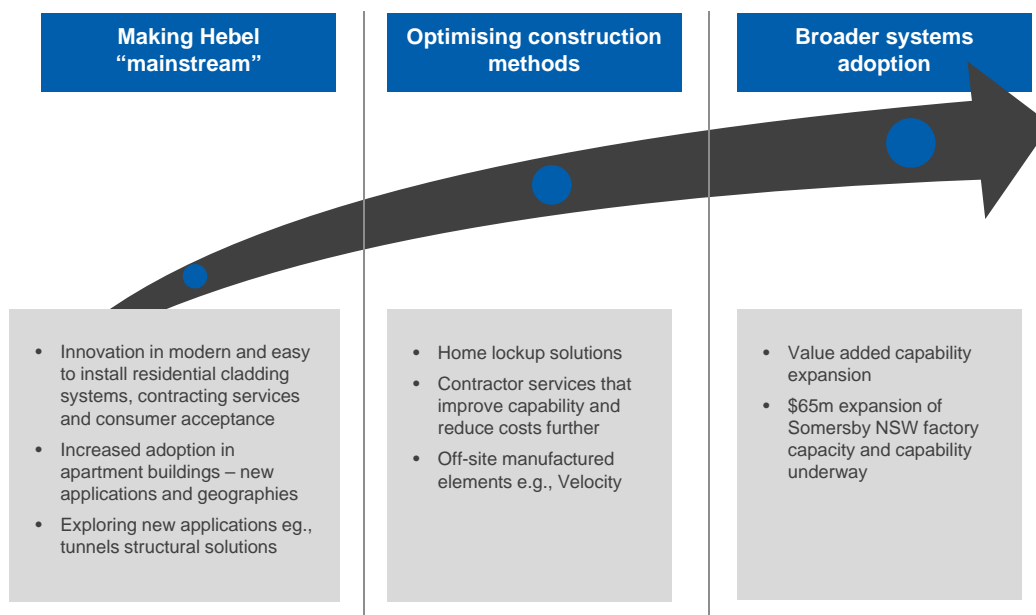 Making Hebel
“mainstream”
Optimising construction
methods
Broader systems
adoption
• Innovation in modern and easy
to install residential cladding
systems, contracting services
and consumer acceptance
• Increased adoption in
apartment buildings – new
applications and geographies
• Exploring new applications eg.,
tunnels structural solutions
• Home lockup solutions
• Contractor services that
improve capability and
reduce costs further
• Off-site manufactured
elements e.g., Velocity
• Value added capability
expansion
• $65m expansion of
Somersby NSW factory
capacity and capability
underway